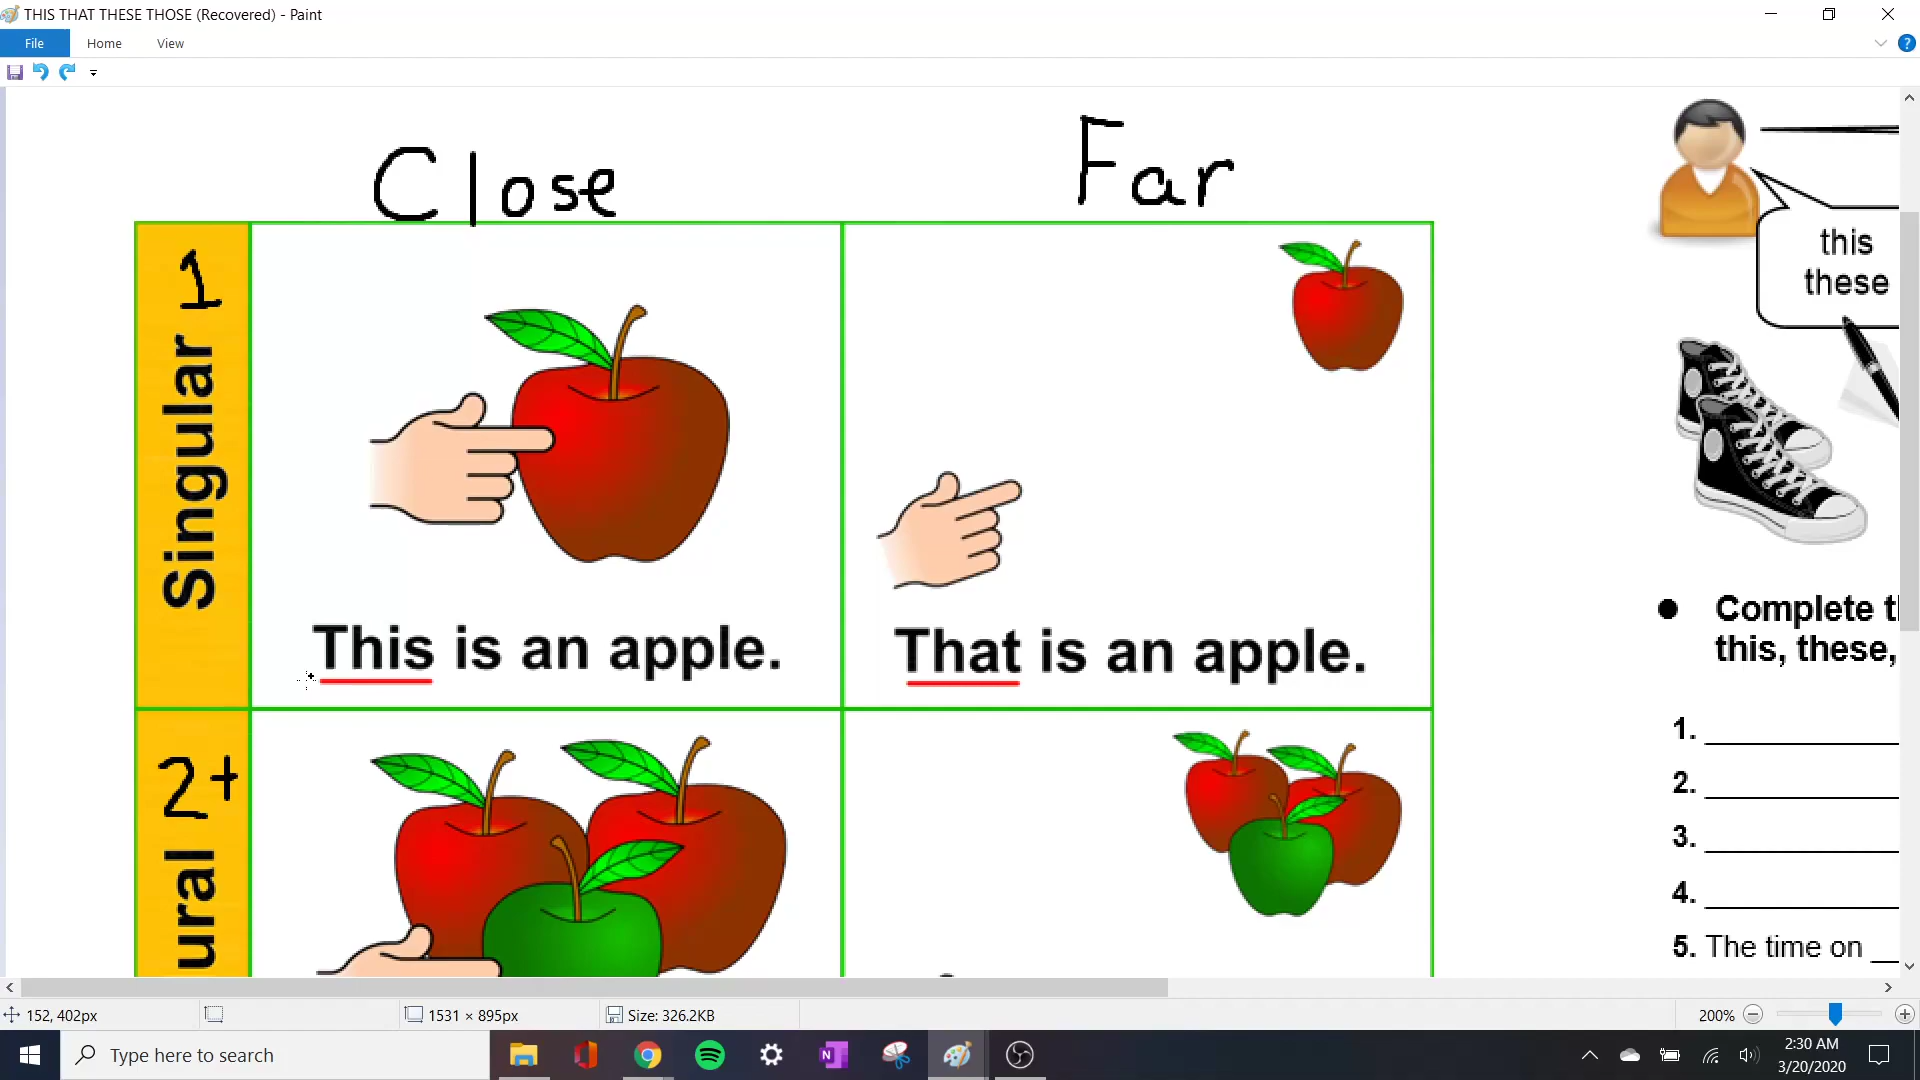 THIS THAT THESE THOSE (Recovered) - Paint
File Home View
Close Far
Singular 1
This is an apple.
That is an apple.
2+
this
these
Complete
this, these,
1.
2.
3.
4.
5. The time on
152, 402px
1531 × 895px
Size: 326.2KB
200%
Type here to search
2:30 AM
3/20/2020